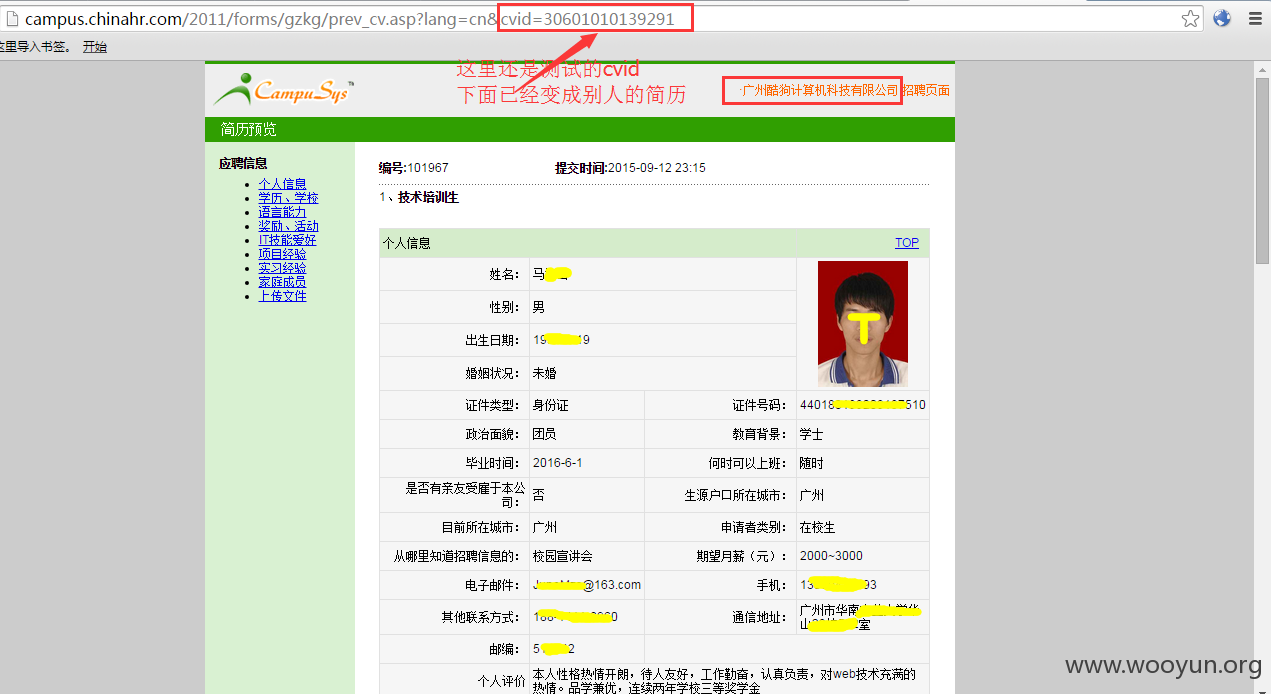 campus.chinahr.com/2011/forms/gzkg/prev_cv.asp?lang=cn&cvid=30601010139291
这里导入书签。 开始
这里还是测试的cvid
下面已经变成别人的简历
CampuSys™
·广州酷狗计算机科技有限公司招聘页面
简历预览
应聘信息
个人信息
学历、学校
语言能力
奖励、活动
IT技能爱好
项目经验
实习经验
家庭成员
上传文件
编号:101967 提交时间:2015-09-12 23:15
1、技术培训生
个人信息 TOP
姓名: 马
性别: 男
出生日期: 19 9
婚姻状况: 未婚
证件类型: 身份证 证件号码: 44018 510
政治面貌: 团员 教育背景: 学士
毕业时间: 2016-6-1 何时可以上班: 随时
是否有亲友受雇于本公司: 否 生源户口所在城市: 广州
目前所在城市: 广州 申请者类别: 在校生
从哪里知道招聘信息的: 校园宣讲会 期望月薪（元）: 2000~3000
电子邮件: @163.com 手机: 13 93
其他联系方式: 通信地址: 广州市华南
山 室
邮编: 5 2
个人评价 本人性格热情开朗，待人友好，工作勤奋，认真负责，对web技术充满的
热情。品学兼优，连续两年学校三等奖学金
www.wooyun.org